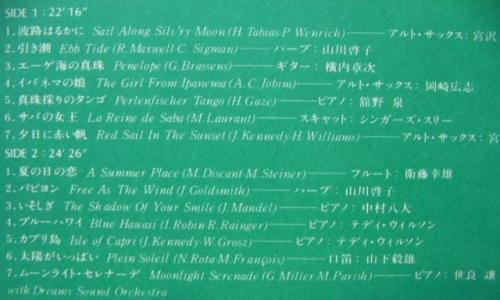 SIDE 1 : 22'16"
1. 波路はるかに Sail Along Silv'ry Moon (H. Tabias-P. Wenrich) アルト・サックス : 宮沢
2. 引き潮 Ebb Tide (R. Maxwell-C. Sigman) ハープ : 山川啓子
3. エーゲ海の真珠 Penelope (G. Brassens) ギター : 横内章次
4. イパネマの娘 The Girl From Ipanema (A. C. Jobim) アルト・サックス : 岡崎広志
5. 真珠採りのタンゴ Perlenfischer Tango (H. Gaze) ピアノ : 舘野 泉
6. サバの女王 La Reine de Saba (M. Laurant) スキャット : シンガーズ・スリー
7. 夕日に赤い帆 Red Sail In The Sunset (J. Kennedy-H. Williams) アルト・サックス : 宮
SIDE 2 : 24'26"
1. 夏の日の恋 A Summer Place (M. Discant-M. Steiner) フルート : 衛藤幸雄
2. パピヨン Free As The Wind (J. Goldsmith) ハープ : 山川啓子
3. いそしぎ The Shadow Of Your Smile (J. Mandel) ピアノ : 中村八大
4. ブルー・ハワイ Blue Hawaii (I. Robin-R. Rainger) ピアノ : テディ・ウィルソン
5. カプリ島 Isle of Capri (J. Kennedy-W. Grosz) ピアノ : テディ・ウィルソン
6. 太陽がいっぱい Plein Soleil (N. Rota-M. François) 口笛 : 山下毅雄
7. ムーンライト・セレナーデ Moonlight Serenade (G. Miller-M. Parish) ピアノ : 世良 譲
with Dreamy Sound Orchestra